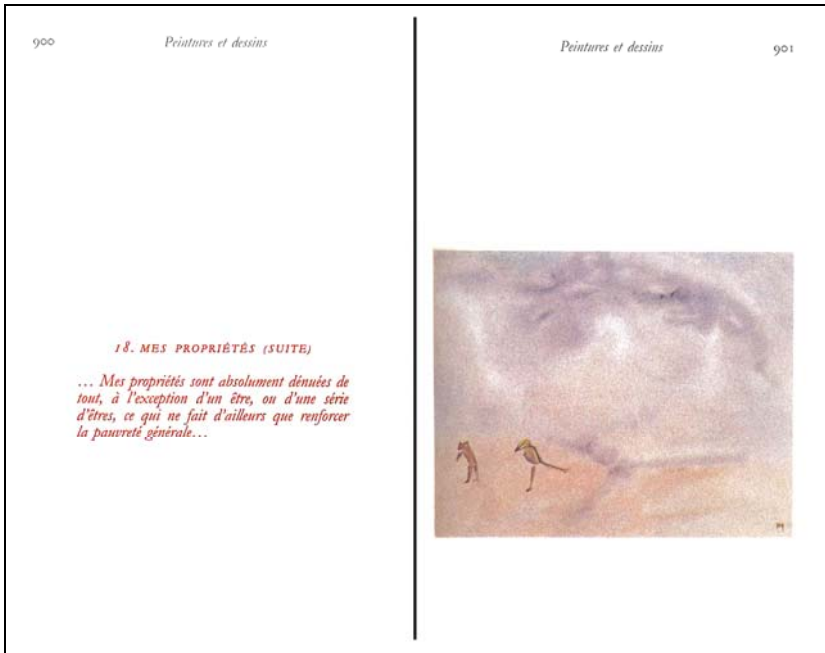 900
Peintures et dessins
18. MES PROPRIÉTÉS (SUITE)
... Mes propriétés sont absolument dénuées de
tout, à l'exception d'un être, ou d'une série
d'êtres, ce qui ne fait d'ailleurs que renforcer
la pauvreté générale...
Peintures et dessins
901